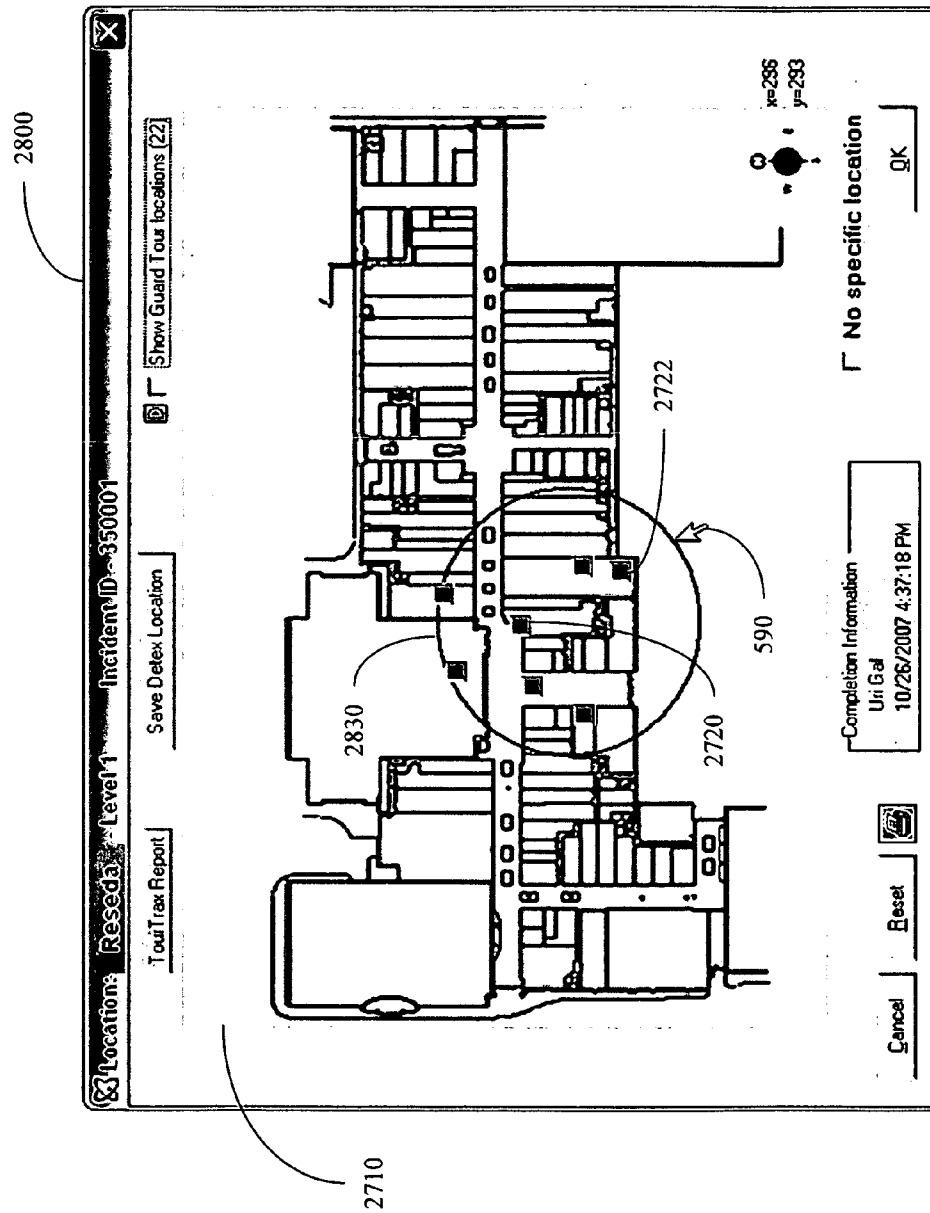 2800
Location: Reseda - Level 1 Incident ID - 350001
TourTrax Report
Save Detex Location
Show Guard Tour locations (22)
2710
2830
2720
590
2722
x=296
y=293
No specific location
Completion Information
Uri Gal
10/26/2007 4:37:18 PM
Cancel
Reset
OK